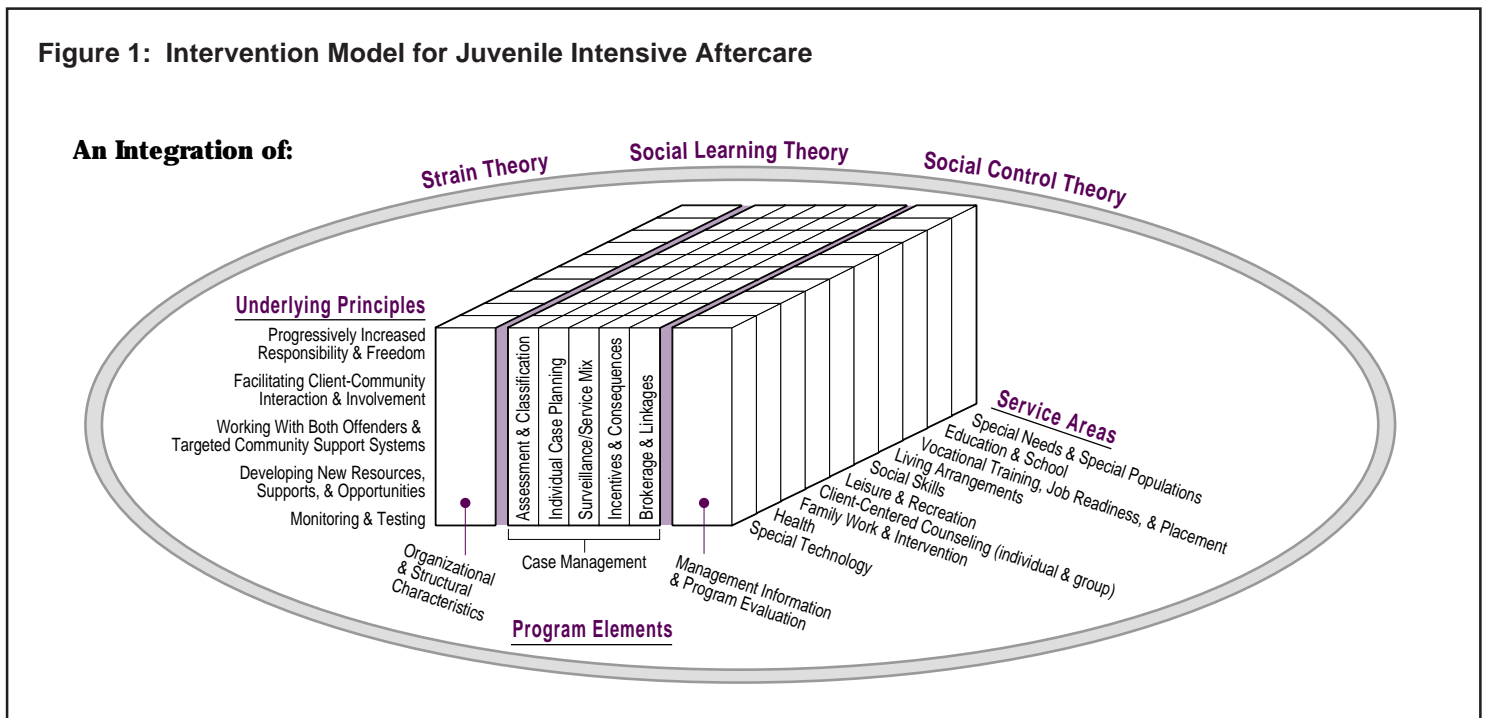 Figure 1: Intervention Model for Juvenile Intensive Aftercare
An Integration of:
Strain Theory
Social Learning Theory
Social Control Theory
Underlying Principles
Progressively Increased
Responsibility & Freedom
Facilitating Client-Community
Interaction & Involvement
Working With Both Offenders &
Targeted Community Support Systems
Developing New Resources,
Supports, & Opportunities
Monitoring & Testing
Assessment & Classification
Individual Case Planning
Surveillance/Service Mix
Incentives & Consequences
Brokerage & Linkages
Organizational
& Structural
Characteristics
Case Management
Management Information
& Program Evaluation
Program Elements
Service Areas
Special Needs & Special Populations
Education & School
Vocational Training, Job Readiness, & Placement
Living Arrangements
Social Skills
Leisure & Recreation
Client-Centered Counseling (individual & group)
Family Work & Intervention
Health
Special Technology